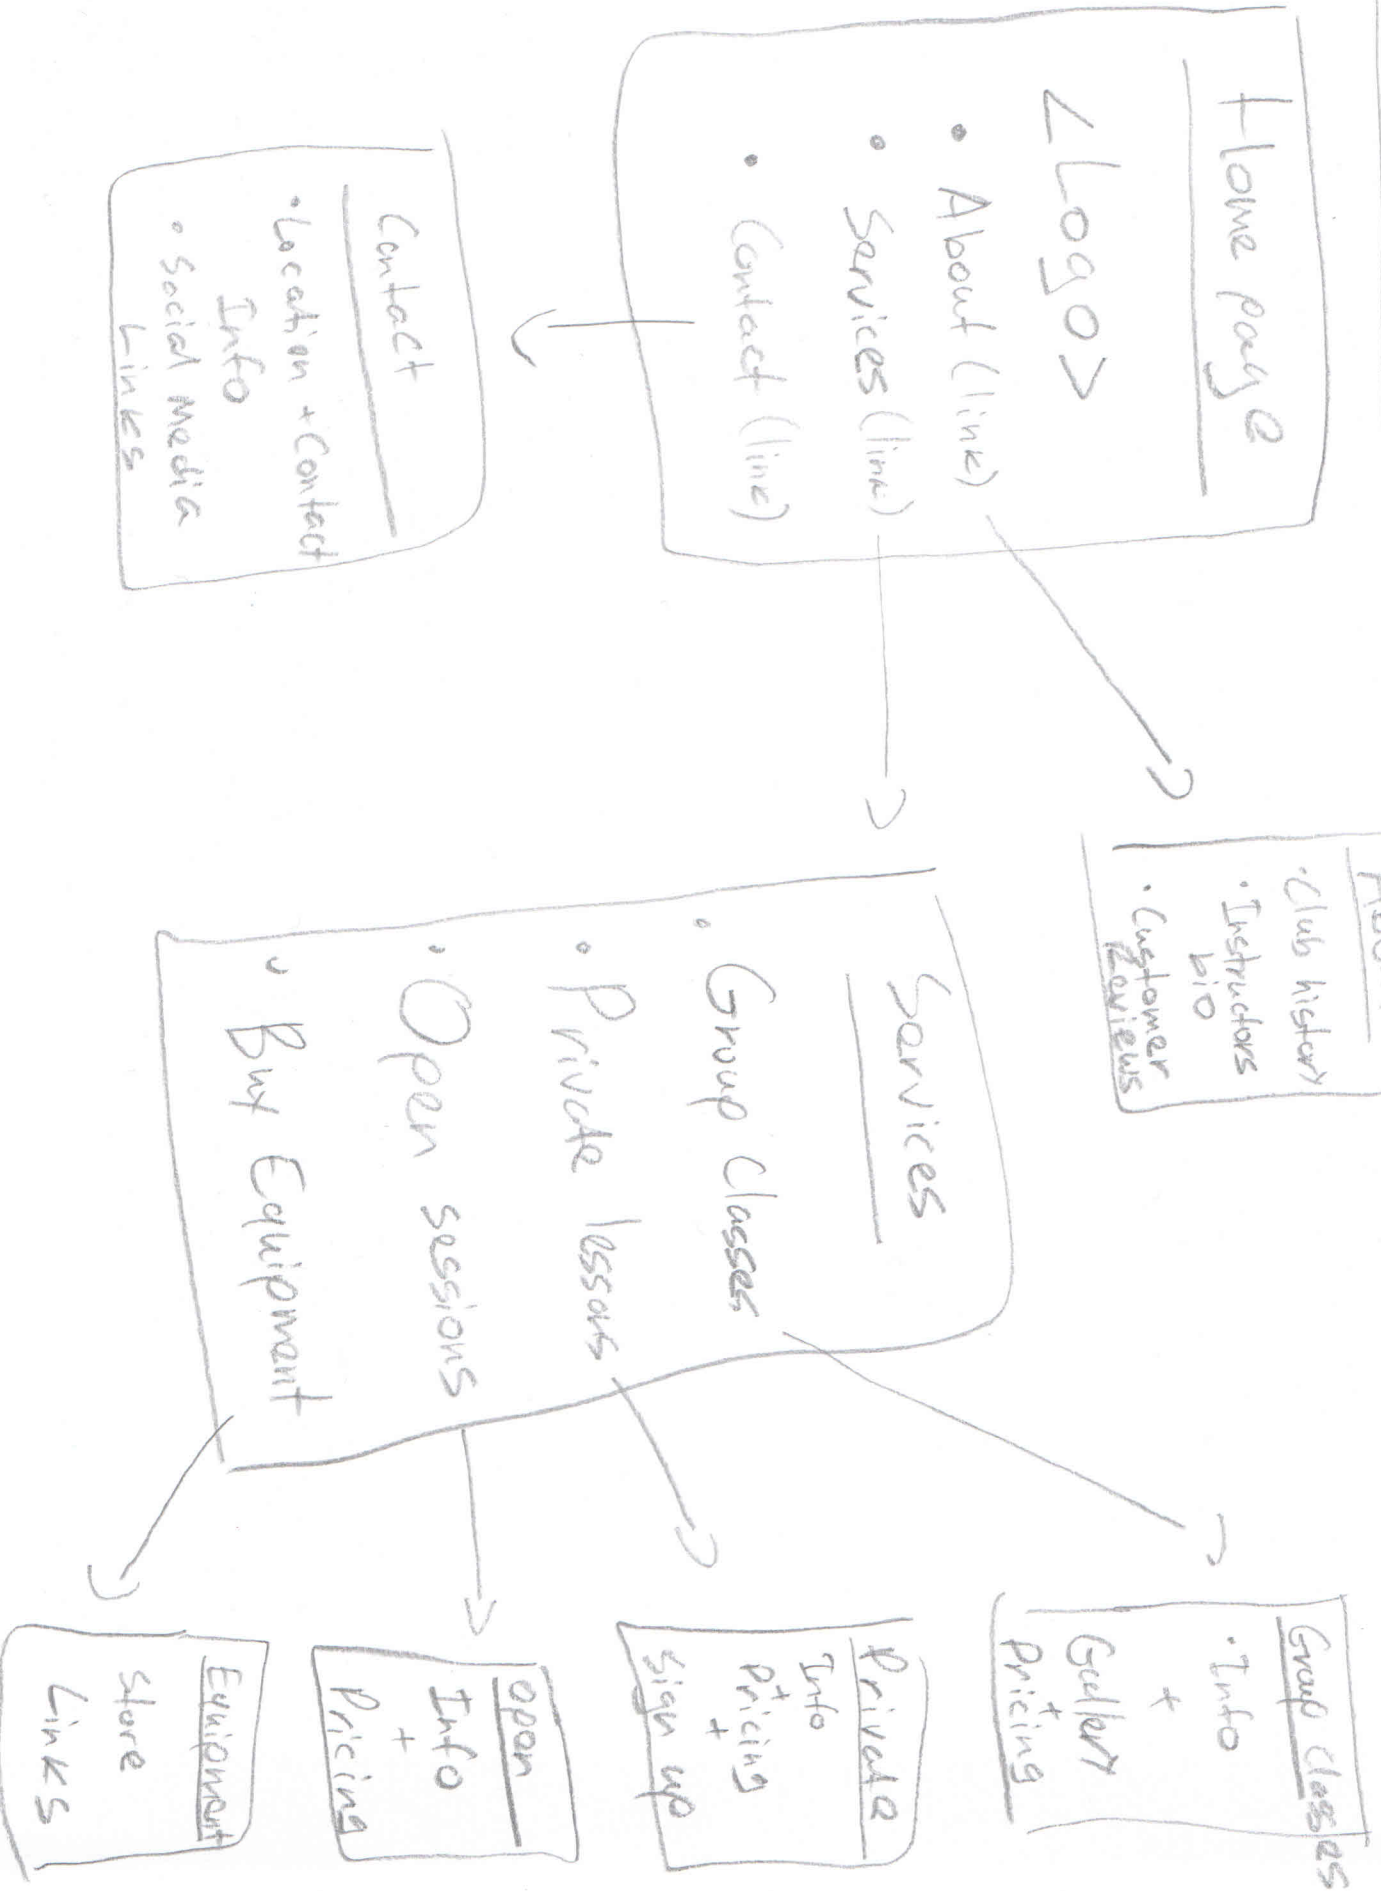 Home page
<Logo>
• About (link)
• Services (link)
• Contact (link)
Contact
• Location + Contact
Info
• Social Media
Links
• Club history
• Instructors
bio
• Customer
Reviews
Services
• Group Classes
• Private lessons
• Open sessions
• Buy Equipment
Group Classes
• Info
+
Gallery
+
Pricing
Private
Info
+
Pricing
+
Sign up
Open
Info
+
Pricing
Equipment
Store
Links